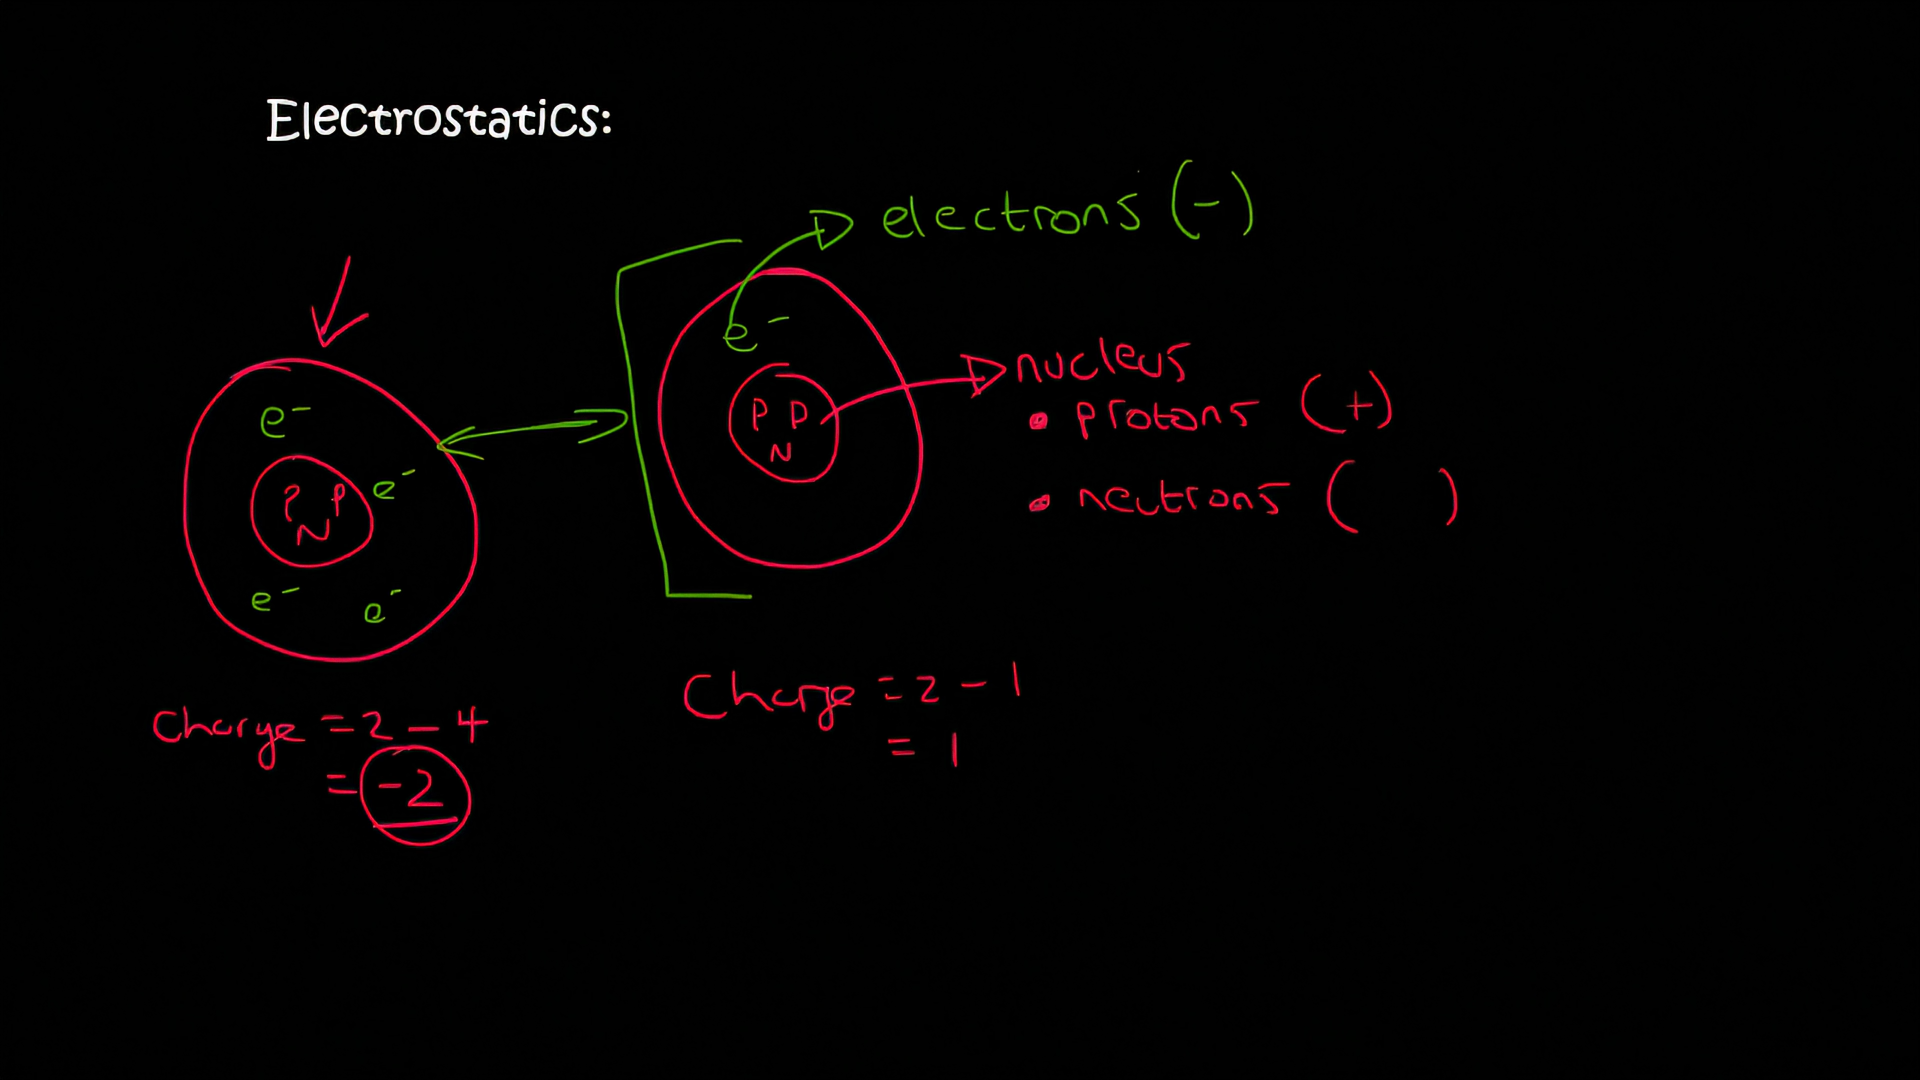 Electrostatics:
electrons (-)
e⁻
P P
N
nucleus
• protons (+)
• neutrons ( )
e⁻
e⁻
P P
N
e⁻ e⁻
Charge = 2 - 1
= 1
Charge = 2 - 4
= -2